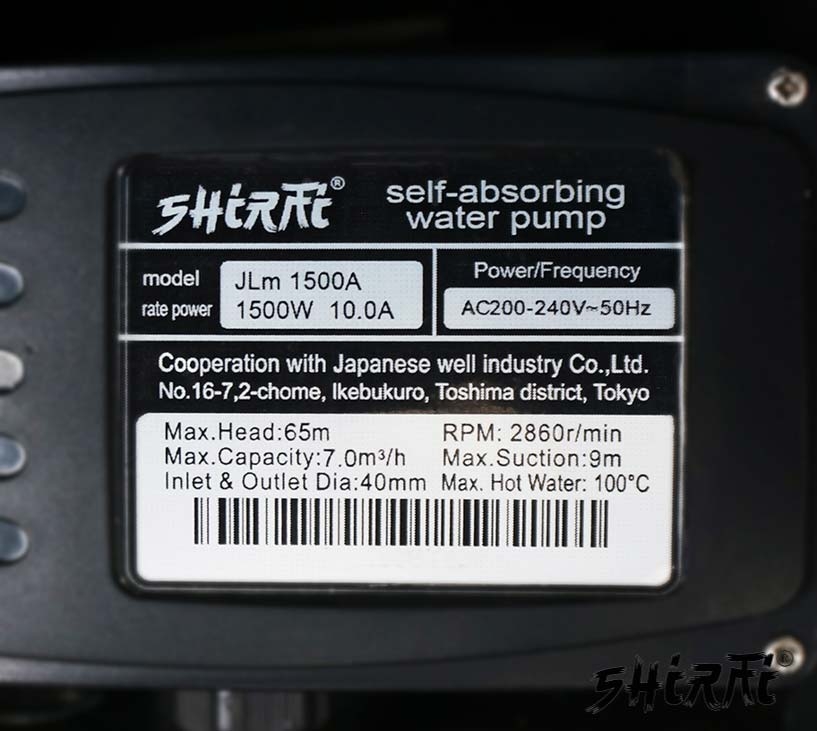 SHiRAi®
self-absorbing
water pump
model JLm 1500A
rate power 1500W 10.0A
Power/Frequency
AC200-240V~50Hz
Cooperation with Japanese well industry Co.,Ltd.
No.16-7,2-chome, Ikebukuro, Toshima district, Tokyo
Max.Head:65m RPM: 2860r/min
Max.Capacity:7.0m³/h Max.Suction:9m
Inlet & Outlet Dia:40mm Max. Hot Water: 100°C
SHiRAi®